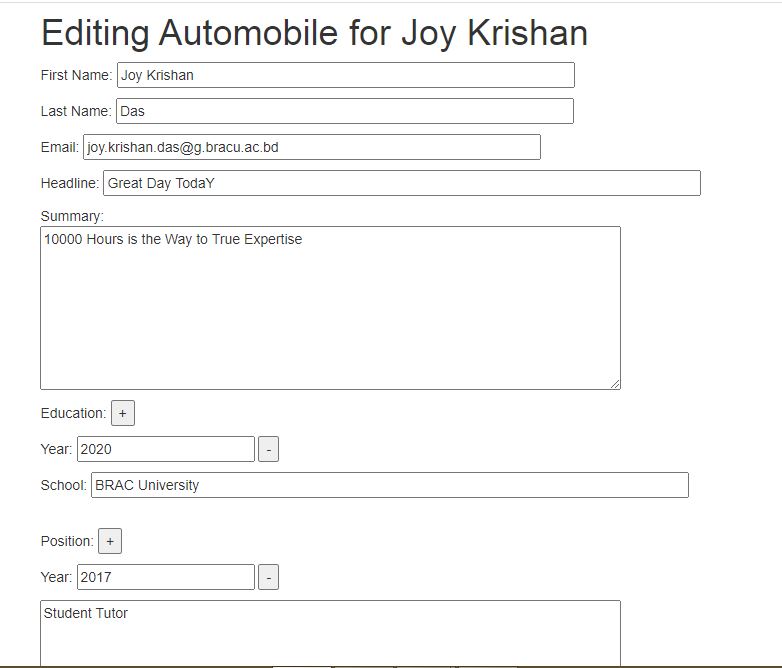 Editing Automobile for Joy Krishan
First Name: Joy Krishan
Last Name: Das
Email: joy.krishan.das@g.bracu.ac.bd
Headline: Great Day TodaY
Summary:
10000 Hours is the Way to True Expertise
Education: +
Year: 2020 -
School: BRAC University
Position: +
Year: 2017 -
Student Tutor